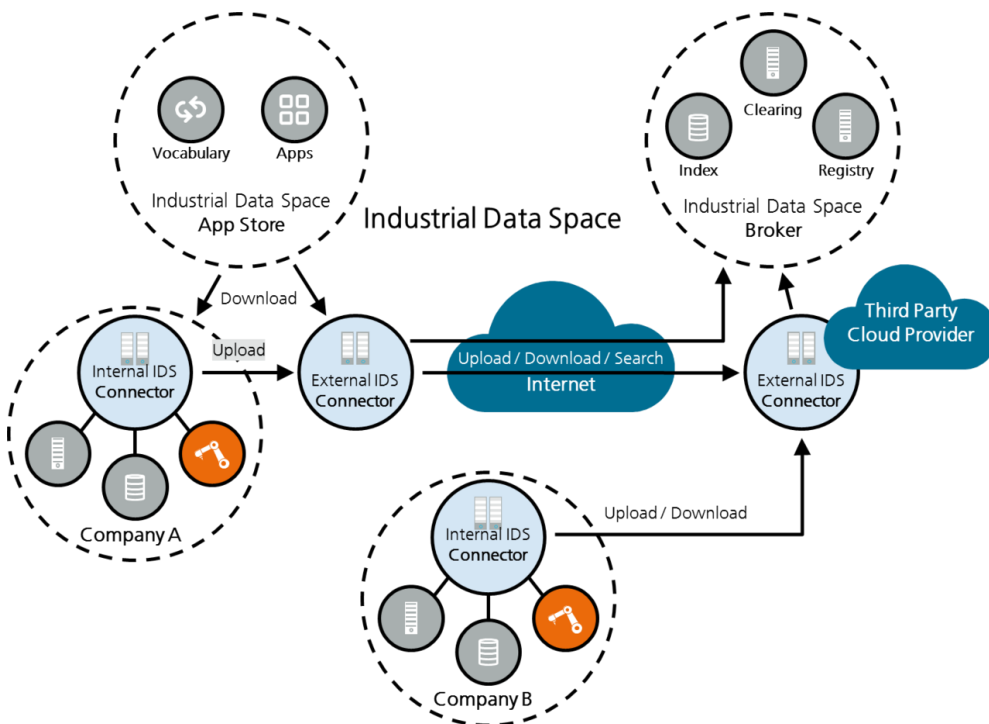 Clearing
Vocabulary
Apps
Index
Registry
Industrial Data Space
App Store
Industrial Data Space
Industrial Data Space
Broker
Download
Third Party
Cloud Provider
Upload
Internal IDS
Connector
External IDS
Connector
Upload / Download / Search
Internet
External IDS
Connector
Company A
Internal IDS
Connector
Upload / Download
Company B